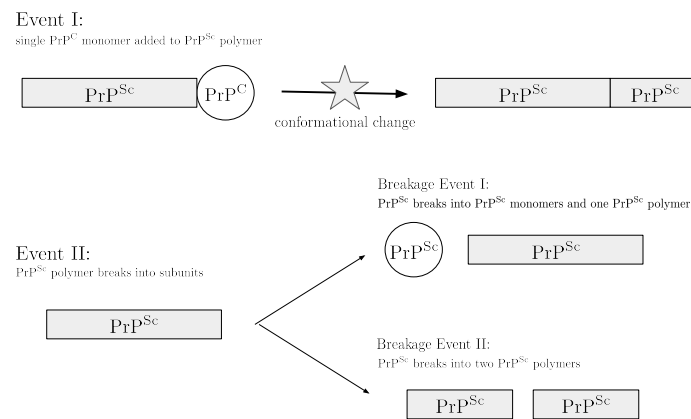 Event I:
single PrP^C monomer added to PrP^Sc polymer
PrP^Sc PrP^C PrP^Sc PrP^Sc
conformational change
Breakage Event I:
PrP^Sc breaks into PrP^Sc monomers and one PrP^Sc polymer
PrP^Sc PrP^Sc
Event II:
PrP^Sc polymer breaks into subunits
PrP^Sc
Breakage Event II:
PrP^Sc breaks into two PrP^Sc polymers
PrP^Sc PrP^Sc